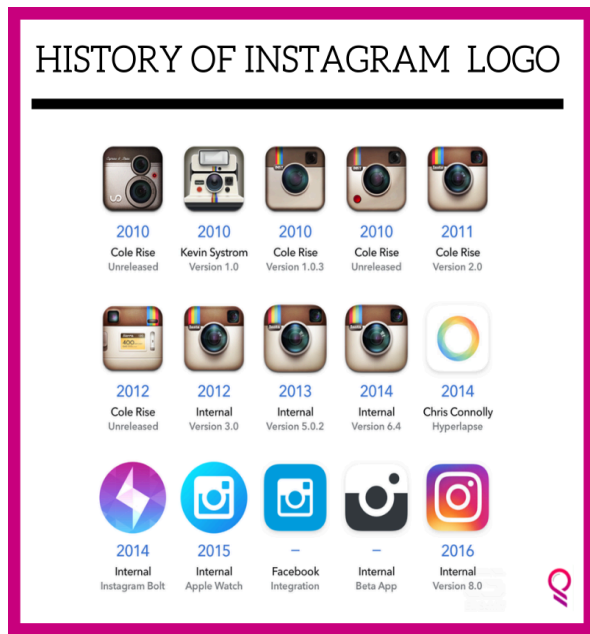 HISTORY OF INSTAGRAM LOGO
2010 2010 2010 2010 2011
Cole Rise Kevin Systrom Cole Rise Cole Rise Cole Rise
Unreleased Version 1.0 Version 1.0.3 Unreleased Version 2.0
2012 2012 2013 2014 2014
Cole Rise Internal Internal Internal Chris Connolly
Unreleased Version 3.0 Version 5.0.2 Version 6.4 Hyperlapse
2014 2015 – – 2016
Internal Internal Facebook Internal Internal
Instagram Bolt Apple Watch Integration Beta App Version 8.0